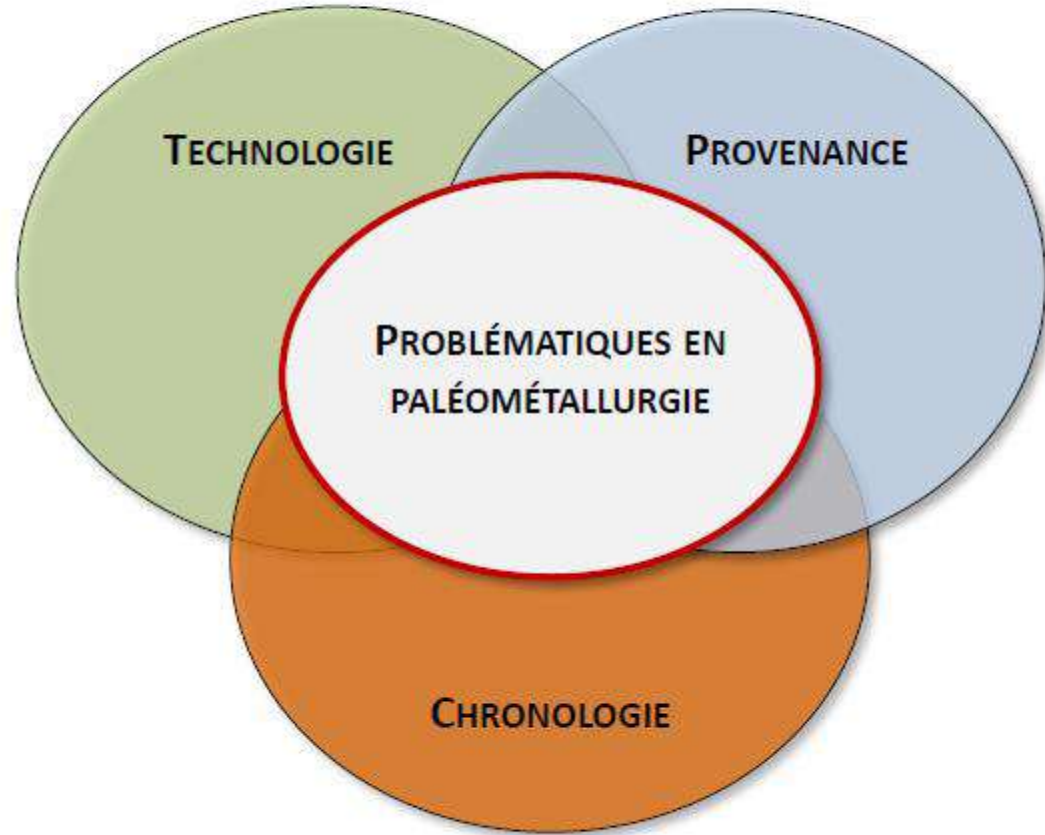 TECHNOLOGIE
PROVENANCE
PROBLÉMATIQUES EN
PALÉOMÉTALLURGIE
CHRONOLOGIE